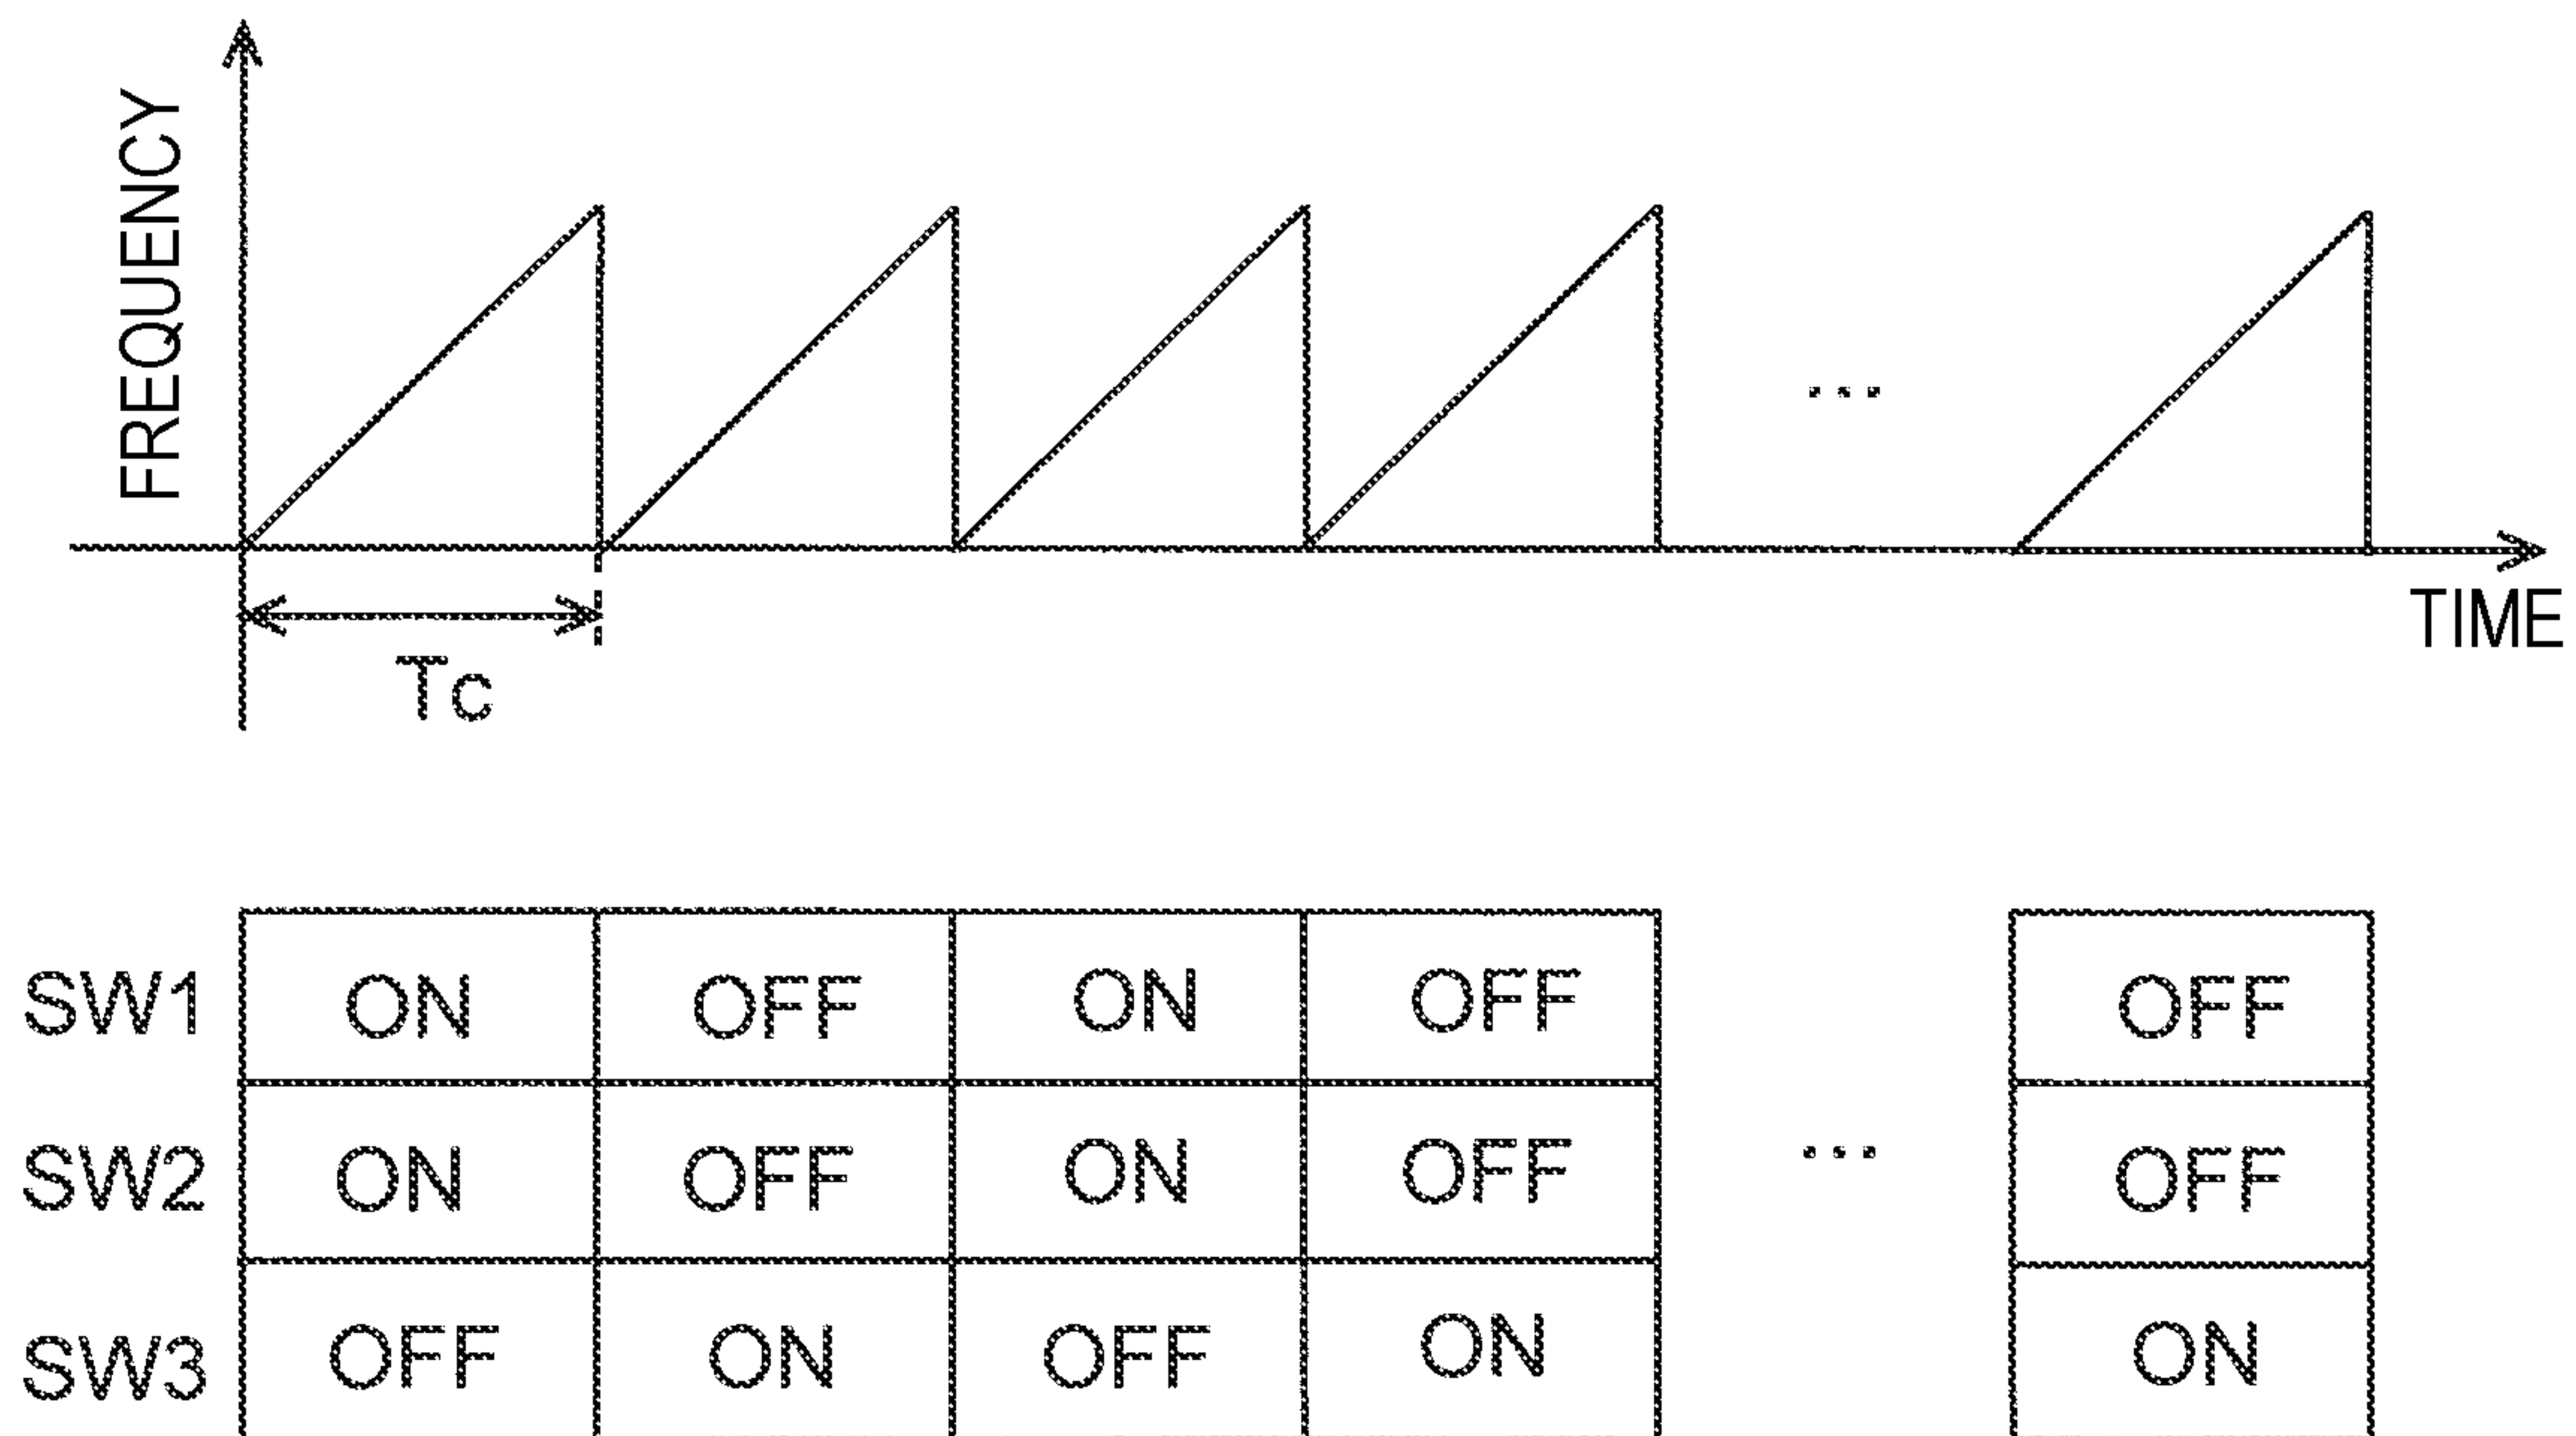 FREQUENCY
...
TIME
Tc
SW1 ON OFF ON OFF OFF
SW2 ON OFF ON OFF ... OFF
SW3 OFF ON OFF ON ON